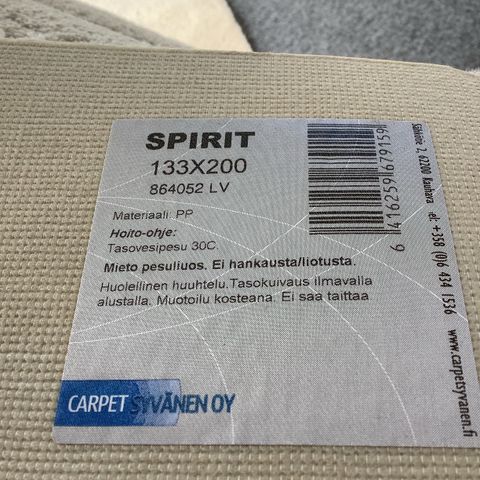 SPIRIT
133X200
864052 LV
Materiaali: PP
Hoito-ohje:
Tasovesipesu 30C.
Mieto pesuliuos. Ei hankausta/liotusta.
Huolellinen huuhtelu.Tasokuivaus ilmavalla
alustalla. Muotoilu kosteana. Ei saa taittaa
CARPET SYVÄNEN OY
6 416259 679159
2, 62200 Kauhava
tel: +358 (0)6 434 1536
www.carpetsyvänen.fi